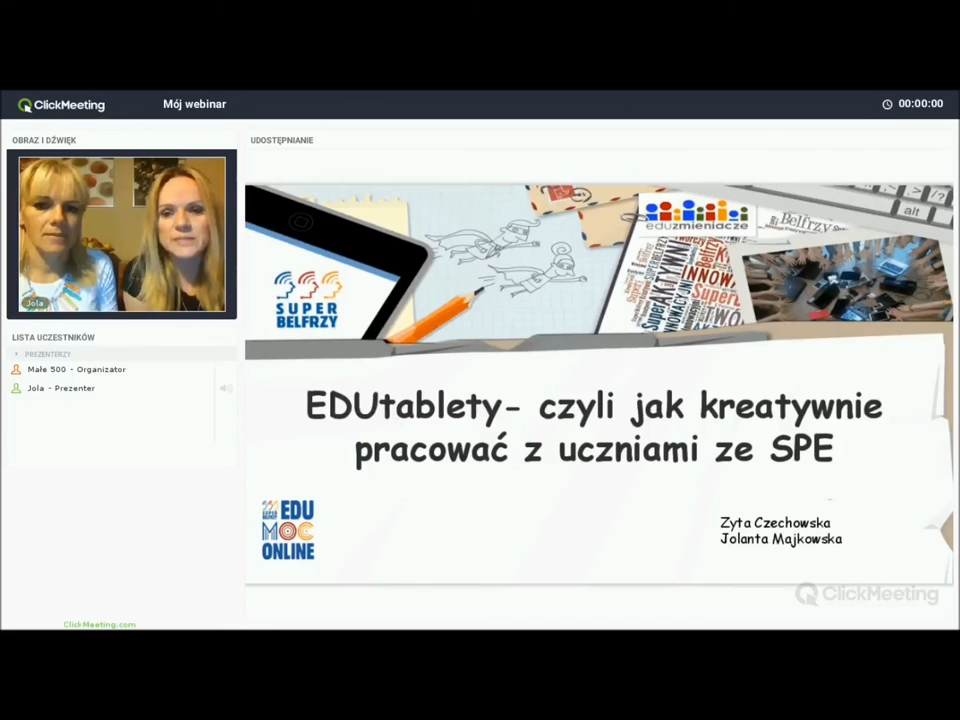 ClickMeeting
Mój webinar
00:00:00
OBRAZ I DŹWIĘK
UDOSTĘPNIANIE
Jola
LISTA UCZESTNIKÓW
PREZENTERZY
Małe 500 - Organizator
Jola - Prezenter
SUPER
BELFRZY
eduzmieniacze
Belfrzy
alt
EDUtablety- czyli jak kreatywnie
pracować z uczniami ze SPE
EDU
MOC
ONLINE
Zyta Czechowska
Jolanta Majkowska
ClickMeeting
ClickMeeting.com